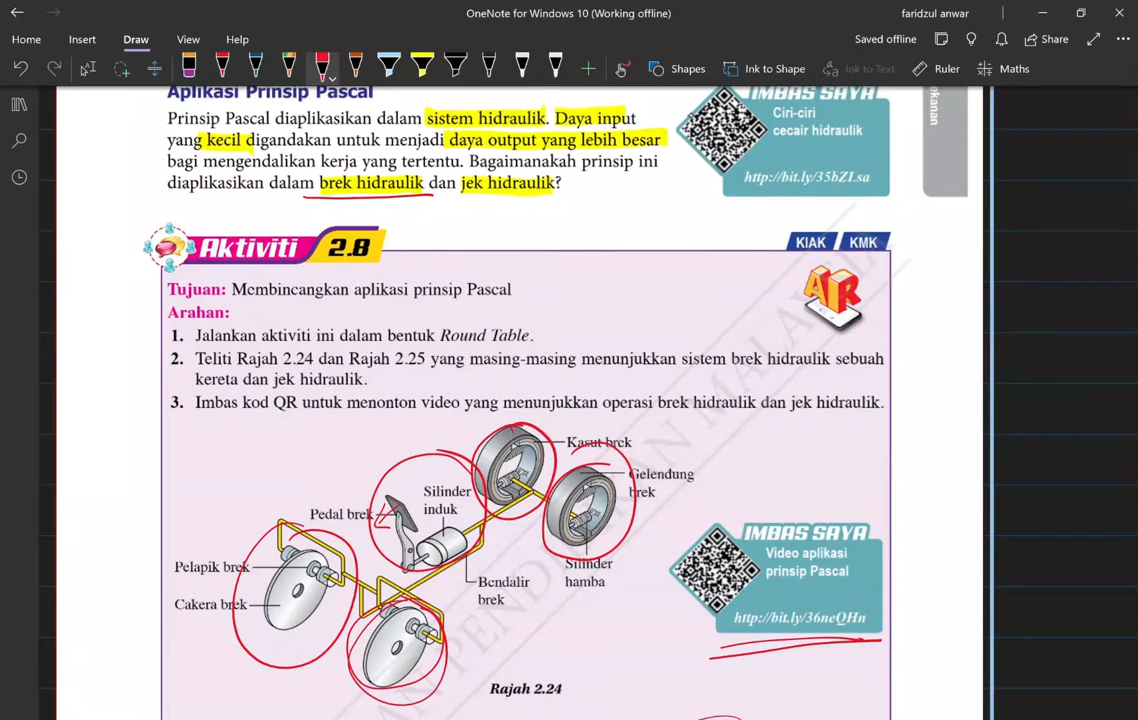 OneNote for Windows 10 (Working offline)
faridzul anwar
Home Insert Draw View Help
Saved offline
Share
Shapes
Ink to Shape
Ink to Text
Ruler
Maths
Aplikasi Prinsip Pascal
Prinsip Pascal diaplikasikan dalam sistem hidraulik. Daya input
yang kecil digandakan untuk menjadi daya output yang lebih besar
bagi mengendalikan kerja yang tertentu. Bagaimanakah prinsip ini
diaplikasikan dalam brek hidraulik dan jek hidraulik?
IMBAS SAYA
Ciri-ciri
cecair hidraulik
http://bit.ly/35bZLsa
ekanan
Aktiviti 2.8
KIAK KMK
AR
Tujuan: Membincangkan aplikasi prinsip Pascal
Arahan:
1. Jalankan aktiviti ini dalam bentuk Round Table.
2. Teliti Rajah 2.24 dan Rajah 2.25 yang masing-masing menunjukkan sistem brek hidraulik sebuah
kereta dan jek hidraulik.
3. Imbas kod QR untuk menonton video yang menunjukkan operasi brek hidraulik dan jek hidraulik.
Kasut brek
Gelendung
brek
Silinder
induk
Pedal brek
Pelapik brek
Cakera brek
Silinder
hamba
Bendalir
brek
IMBAS SAYA
Video aplikasi
prinsip Pascal
http://bit.ly/36neQHn
Rajah 2.24